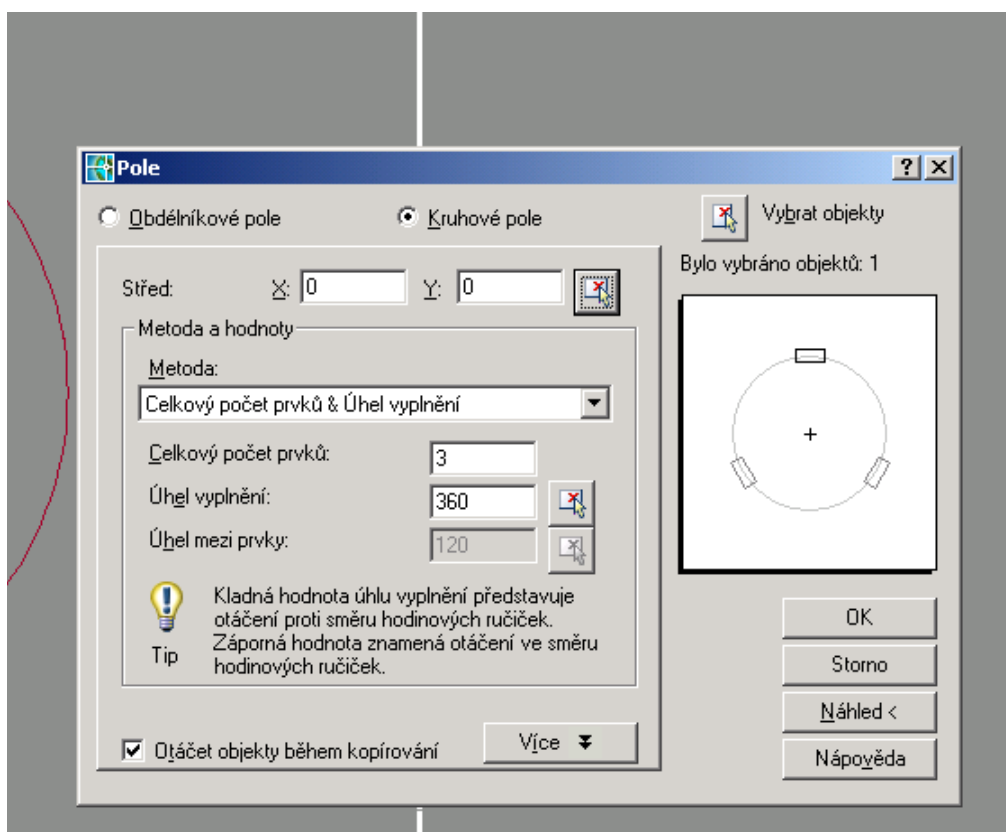 Pole
Obdélníkové pole
Kruhové pole
Vybrat objekty
Bylo vybráno objektů: 1
Střed: X: 0 Y: 0
Metoda a hodnoty
Metoda:
Celkový počet prvků & Úhel vyplnění
Celkový počet prvků: 3
Úhel vyplnění: 360
Úhel mezi prvky: 120
Kladná hodnota úhlu vyplnění představuje
otáčení proti směru hodinových ručiček.
Záporná hodnota znamená otáčení ve směru
hodinových ručiček.
Tip
Otáčet objekty během kopírování
Více
OK
Storno
Náhled <
Nápověda